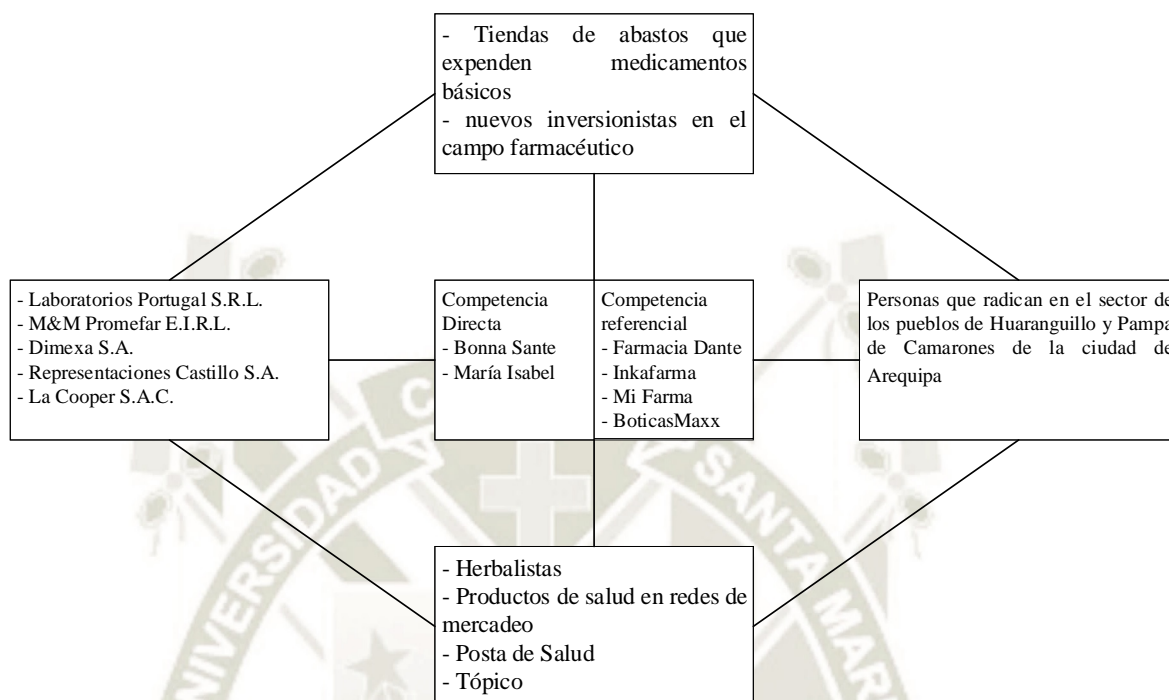 - Tiendas de abastos que
expenden medicamentos
básicos
- nuevos inversionistas en el
campo farmacéutico
- Laboratorios Portugal S.R.L.
- M&M Promefar E.I.R.L.
- Dimexa S.A.
- Representaciones Castillo S.A.
- La Cooper S.A.C.
Competencia
Directa
- Bonna Sante
- María Isabel
Competencia
referencial
- Farmacia Dante
- Inkafarma
- Mi Farma
- BoticasMaxx
Personas que radican en el sector de
los pueblos de Huaranguillo y Pampa
de Camarones de la ciudad de
Arequipa
- Herbalistas
- Productos de salud en redes de
mercadeo
- Posta de Salud
- Tópico
SANTA MAR